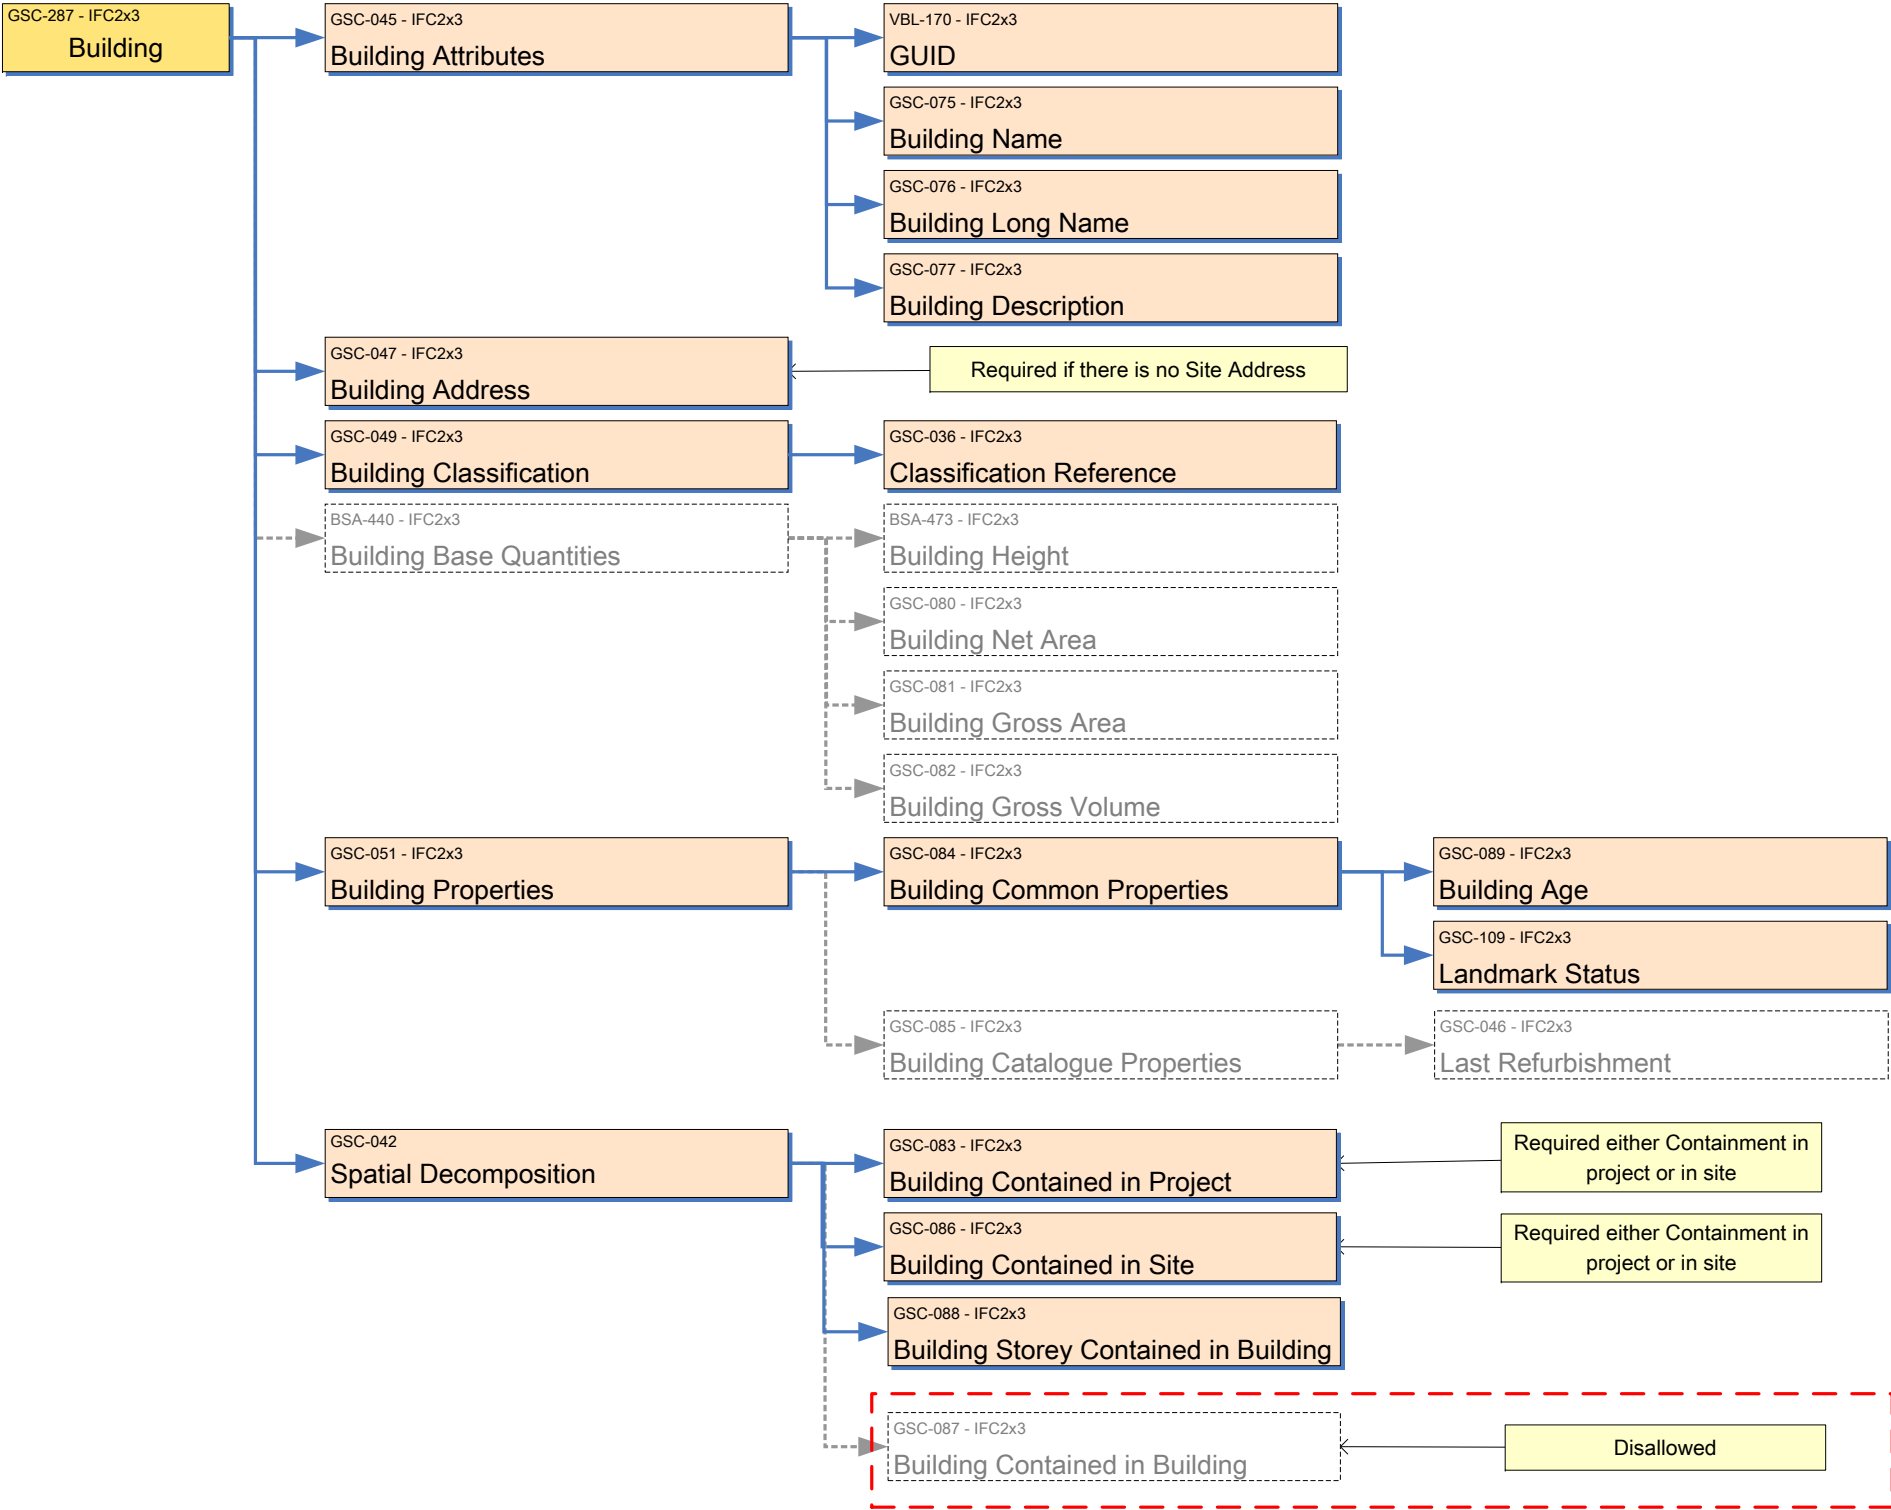 GSC-287 - IFC2x3
Building
GSC-045 - IFC2x3
Building Attributes
VBL-170 - IFC2x3
GUID
GSC-075 - IFC2x3
Building Name
GSC-076 - IFC2x3
Building Long Name
GSC-077 - IFC2x3
Building Description
GSC-047 - IFC2x3
Building Address
Required if there is no Site Address
GSC-049 - IFC2x3
Building Classification
GSC-036 - IFC2x3
Classification Reference
BSA-440 - IFC2x3
Building Base Quantities
BSA-473 - IFC2x3
Building Height
GSC-080 - IFC2x3
Building Net Area
GSC-081 - IFC2x3
Building Gross Area
GSC-082 - IFC2x3
Building Gross Volume
GSC-051 - IFC2x3
Building Properties
GSC-084 - IFC2x3
Building Common Properties
GSC-089 - IFC2x3
Building Age
GSC-109 - IFC2x3
Landmark Status
GSC-085 - IFC2x3
Building Catalogue Properties
GSC-046 - IFC2x3
Last Refurbishment
GSC-042
Spatial Decomposition
GSC-083 - IFC2x3
Building Contained in Project
Required either Containment in
project or in site
GSC-086 - IFC2x3
Building Contained in Site
Required either Containment in
project or in site
GSC-088 - IFC2x3
Building Storey Contained in Building
GSC-087 - IFC2x3
Building Contained in Building
Disallowed